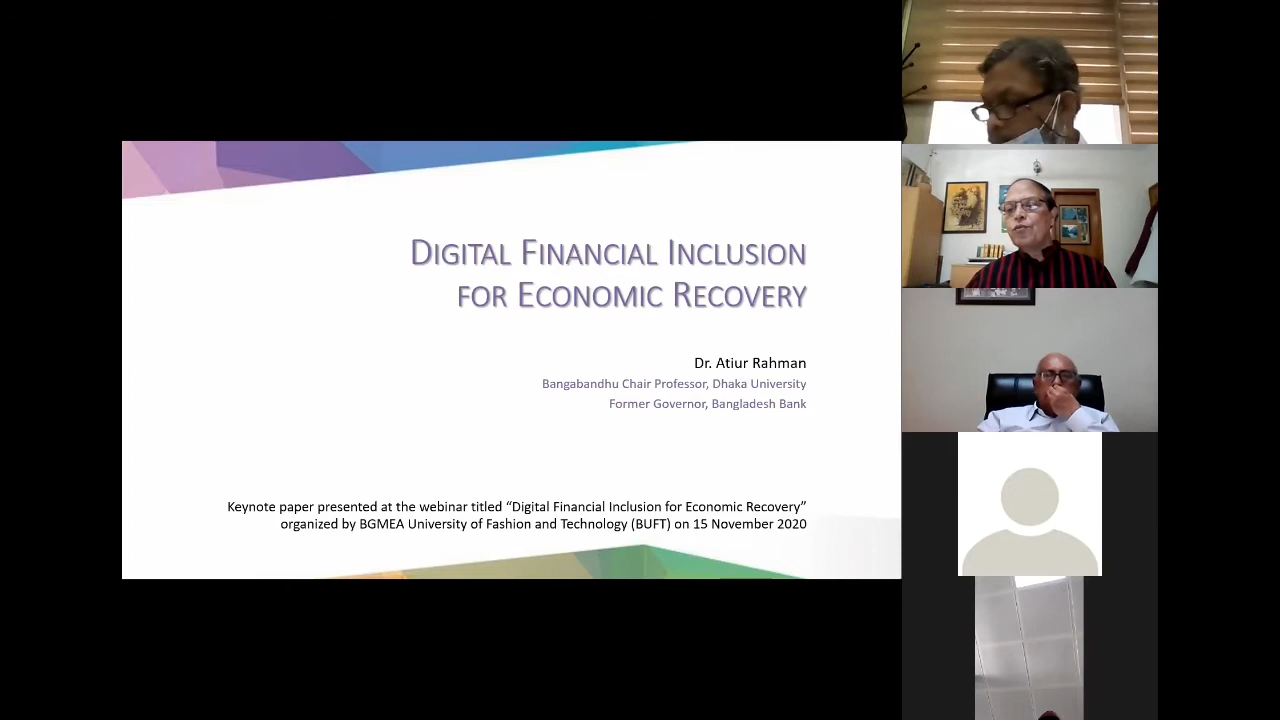 DIGITAL FINANCIAL INCLUSION
FOR ECONOMIC RECOVERY
Dr. Atiur Rahman
Bangabandhu Chair Professor, Dhaka University
Former Governor, Bangladesh Bank
Keynote paper presented at the webinar titled “Digital Financial Inclusion for Economic Recovery”
organized by BGMEA University of Fashion and Technology (BUFT) on 15 November 2020